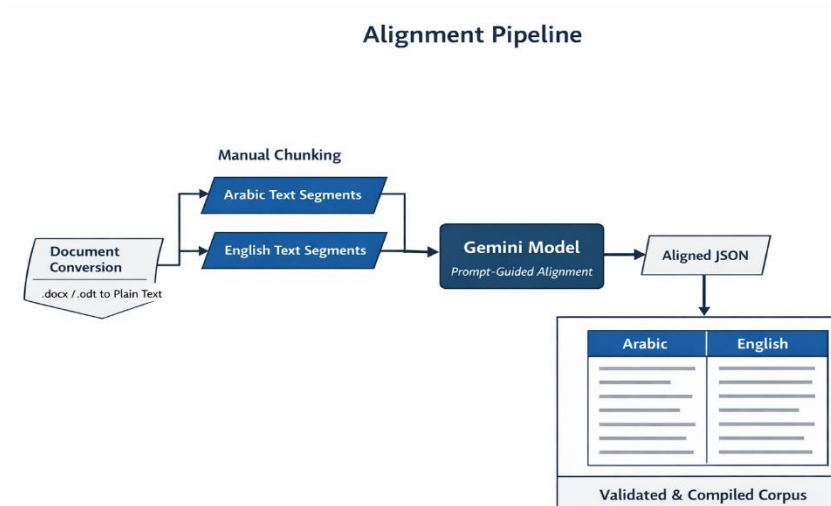 Alignment Pipeline
Manual Chunking
Arabic Text Segments
English Text Segments
Document
Conversion
.docx /.odt to Plain Text
Gemini Model
Prompt-Guided Alignment
Aligned JSON
Arabic
English
Validated & Compiled Corpus